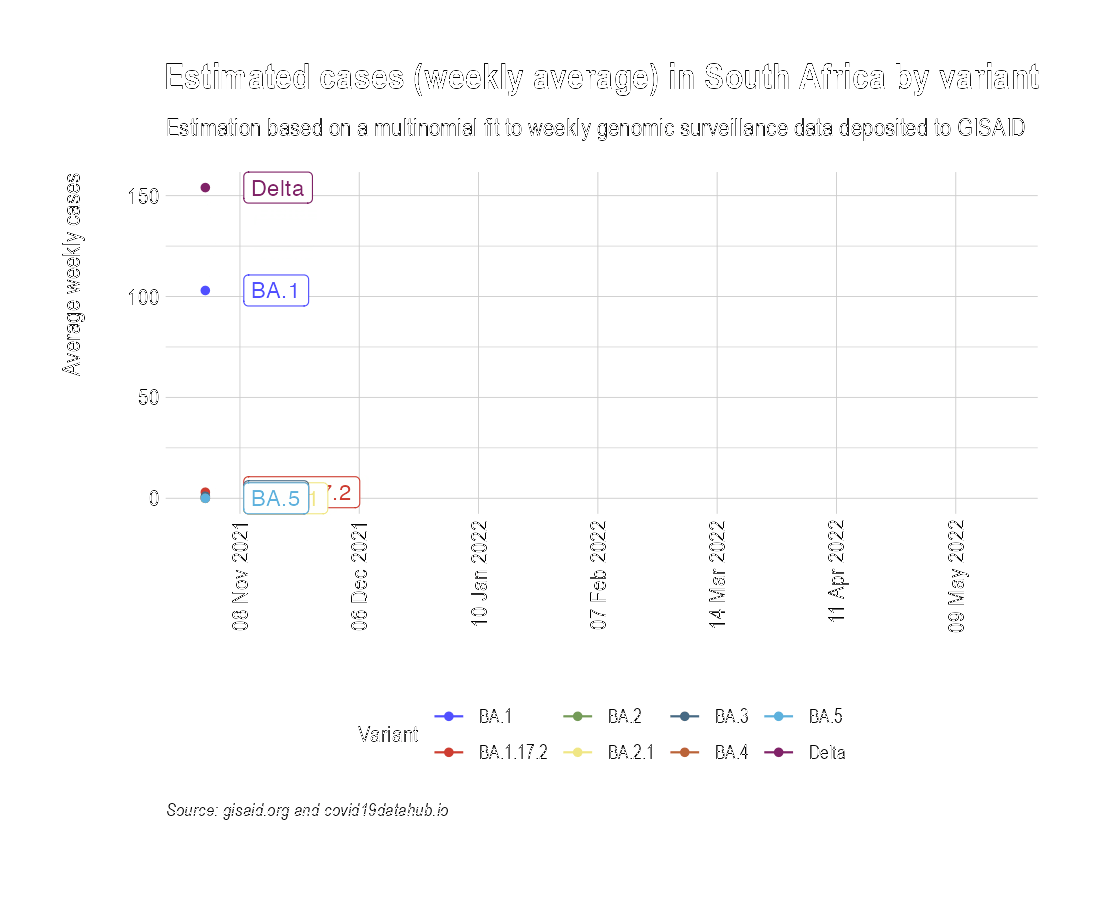 Estimated cases (weekly average) in South Africa by variant
Estimation based on a multinomial fit to weekly genomic surveillance data deposited to GISAID
Average weekly cases
150
100
50
0
Delta
BA.1
7.2
1
BA.5
08 Nov 2021
06 Dec 2021
10 Jan 2022
07 Feb 2022
14 Mar 2022
11 Apr 2022
09 May 2022
Variant
BA.1
BA.2
BA.3
BA.5
BA.1.17.2
BA.2.1
BA.4
Delta
Source: gisaid.org and covid19datahub.io